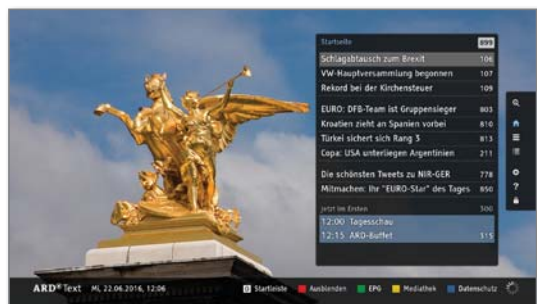 Startseite 899
Schlagabtausch zum Brexit 106
VW-Hauptversammlung begonnen 107
Rekord bei der Kirchensteuer 109
EURO: DFB-Team ist Gruppensieger 803
Kroatien zieht an Spanien vorbei 810
Türkei sichert sich Rang 3 813
Copa: USA unterliegen Argentinien 211
Die schönsten Tweets zu NIR-GER 778
Mitmachen: Ihr "EURO-Star" des Tages 850
Jetzt im Ersten 300
12:00 Tagesschau
12:15 ARD-Buffet 315
ARD Text Mi, 22.06.2016, 12:06 0 Startleiste Ausblenden EPG Mediathek Datenschutz